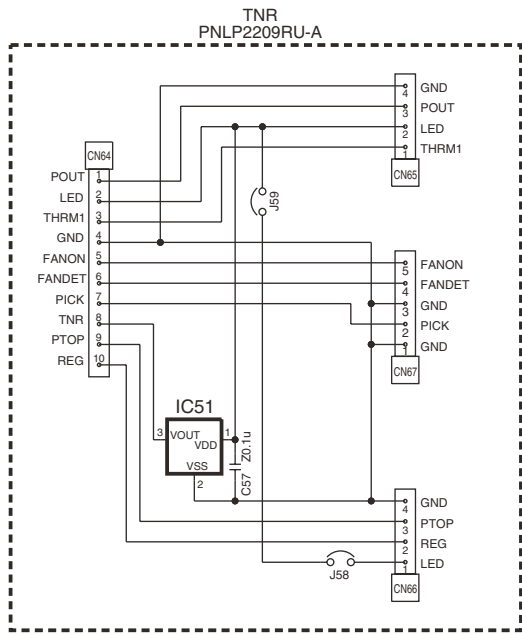 TNR
PNLP2209RU-A
CN64
POUT 1
LED 2
THRM1 3
GND 4
FANON 5
FANDET 6
PICK 7
TNR 8
PTOP 9
REG 10
4 GND
3 POUT
2 LED
1 THRM1
CN65
J59
5 FANON
4 FANDET
3 GND
2 PICK
1 GND
CN67
IC51
3 VOUT
VDD 1
VSS
2
C57 Z0.1u
4 GND
3 PTOP
2 REG
1 LED
CN66
J58